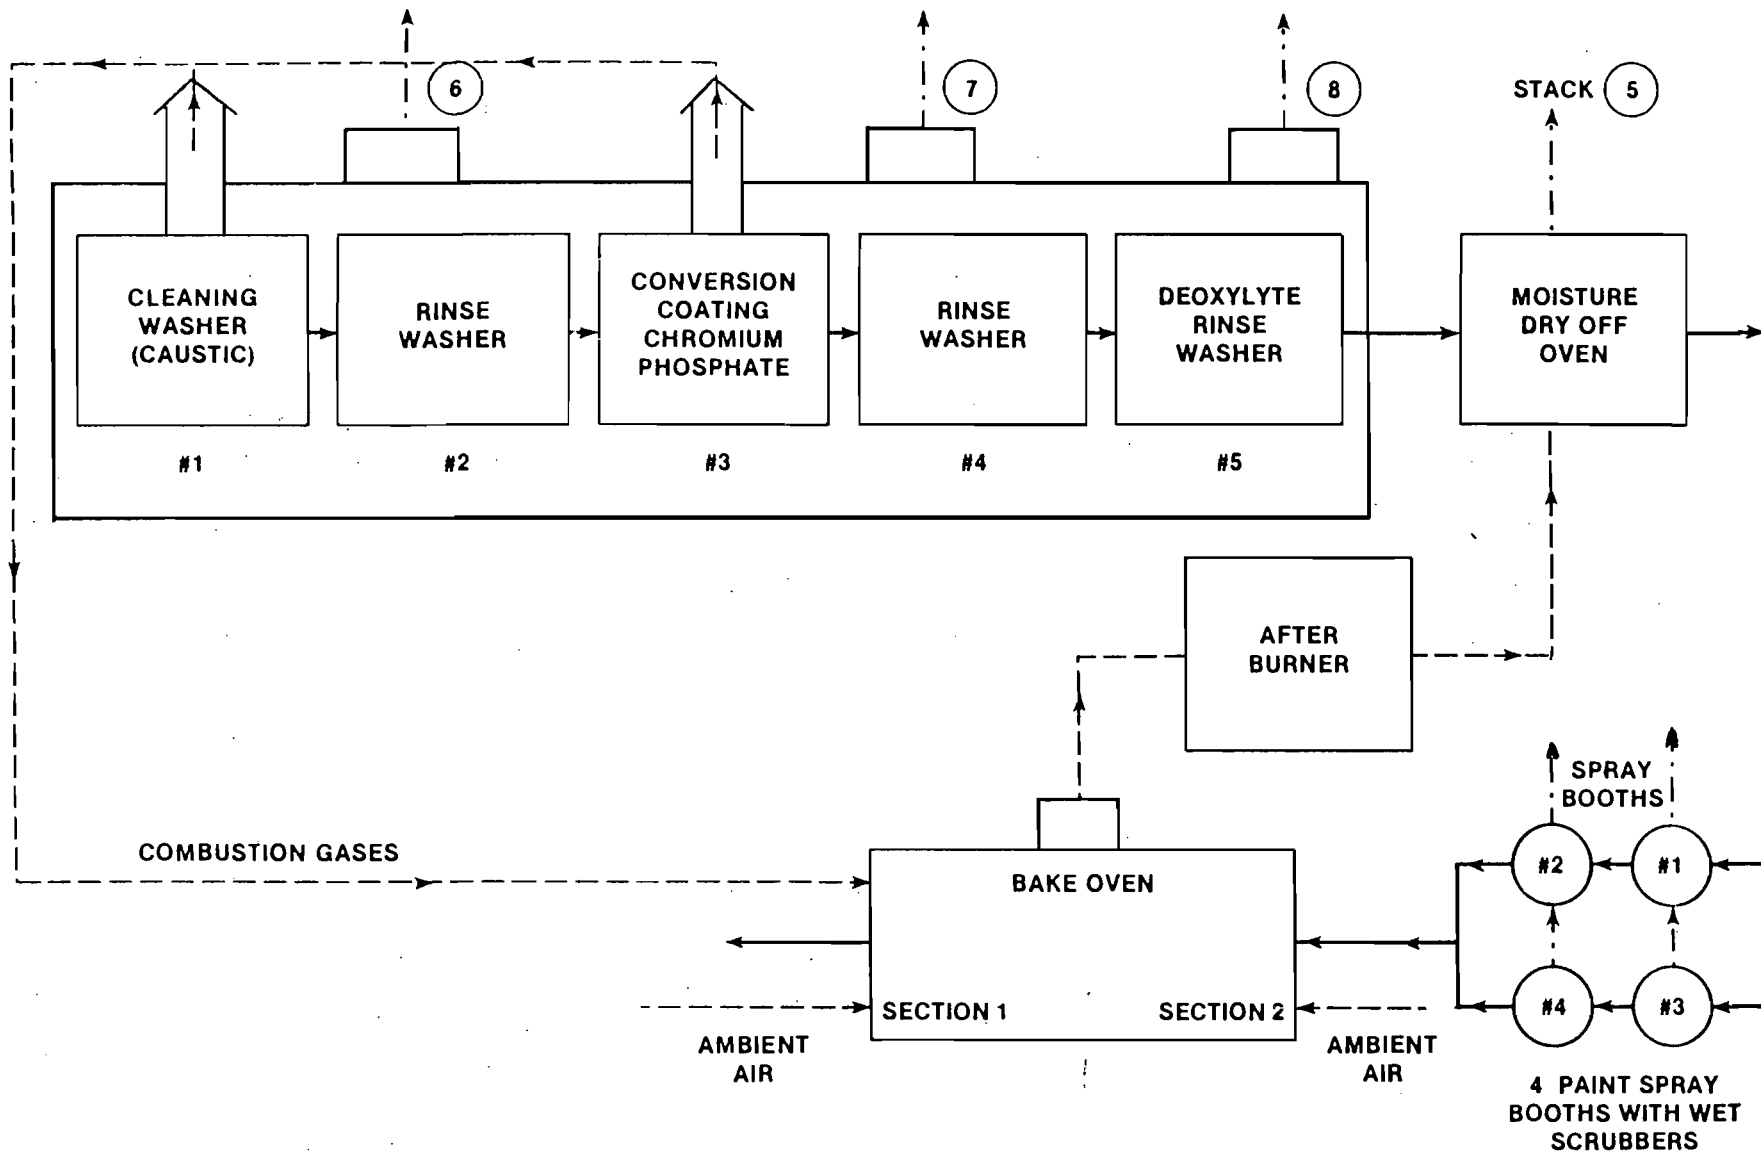 6
7
8
STACK 5
CLEANING
WASHER
(CAUSTIC)
RINSE
WASHER
CONVERSION
COATING
CHROMIUM
PHOSPHATE
RINSE
WASHER
DEOXYLYTE
RINSE
WASHER
MOISTURE
DRY OFF
OVEN
#1
#2
#3
#4
#5
AFTER
BURNER
SPRAY
BOOTHS
COMBUSTION GASES
BAKE OVEN
#2
#1
SECTION 1
SECTION 2
#4
#3
AMBIENT
AIR
AMBIENT
AIR
4 PAINT SPRAY
BOOTHS WITH WET
SCRUBBERS